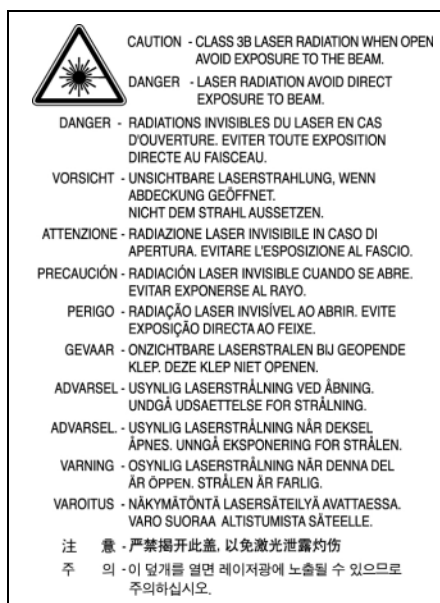 CAUTION - CLASS 3B LASER RADIATION WHEN OPEN
AVOID EXPOSURE TO THE BEAM.
DANGER - LASER RADIATION AVOID DIRECT
EXPOSURE TO BEAM.
DANGER - RADIATIONS INVISIBLES DU LASER EN CAS
D'OUVERTURE. EVITER TOUTE EXPOSITION
DIRECTE AU FAISCEAU.
VORSICHT - UNSICHTBARE LASERSTRAHLUNG, WENN
ABDECKUNG GEÖFFNET.
NICHT DEM STRAHL AUSSETZEN.
ATTENZIONE - RADIAZIONE LASER INVISIBILE IN CASO DI
APERTURA. EVITARE L'ESPOSIZIONE AL FASCIO.
PRECAUCIÓN - RADIACIÓN LASER INVISIBLE CUANDO SE ABRE.
EVITAR EXPONERSE AL RAYO.
PERIGO - RADIAÇÃO LASER INVISÍVEL AO ABRIR. EVITE
EXPOSIÇÃO DIRECTA AO FEIXE.
GEVAAR - ONZICHTBARE LASERSTRALEN BIJ GEOPENDE
KLEP. DEZE KLEP NIET OPENEN.
ADVARSEL - USYNLIG LASERSTRÅLNING VED ÅBNING.
UNDGÅ UDSAETTELSE FOR STRÅLNING.
ADVARSEL. - USYNLIG LASERSTRÅLNING NÅR DEKSEL
ÅPNES. UNNGÅ EKSPONERING FOR STRÅLEN.
VARNING - OSYNLIG LASERSTRÅLNING NÅR DENNA DEL
ÄR ÖPPEN. STRÅLEN ÄR FARLIG.
VAROITUS - NÄKYMÄTÖNTÄ LASERSÄTEILYÄ AVATTAESSA.
VARO SUORAA ALTISTUMISTA SÄTEELLE.
注 意 - 严禁揭开此盖, 以免激光泄露灼伤
주 의 - 이 덮개를 열면 레이저광에 노출될 수 있으므로
주의하십시오.